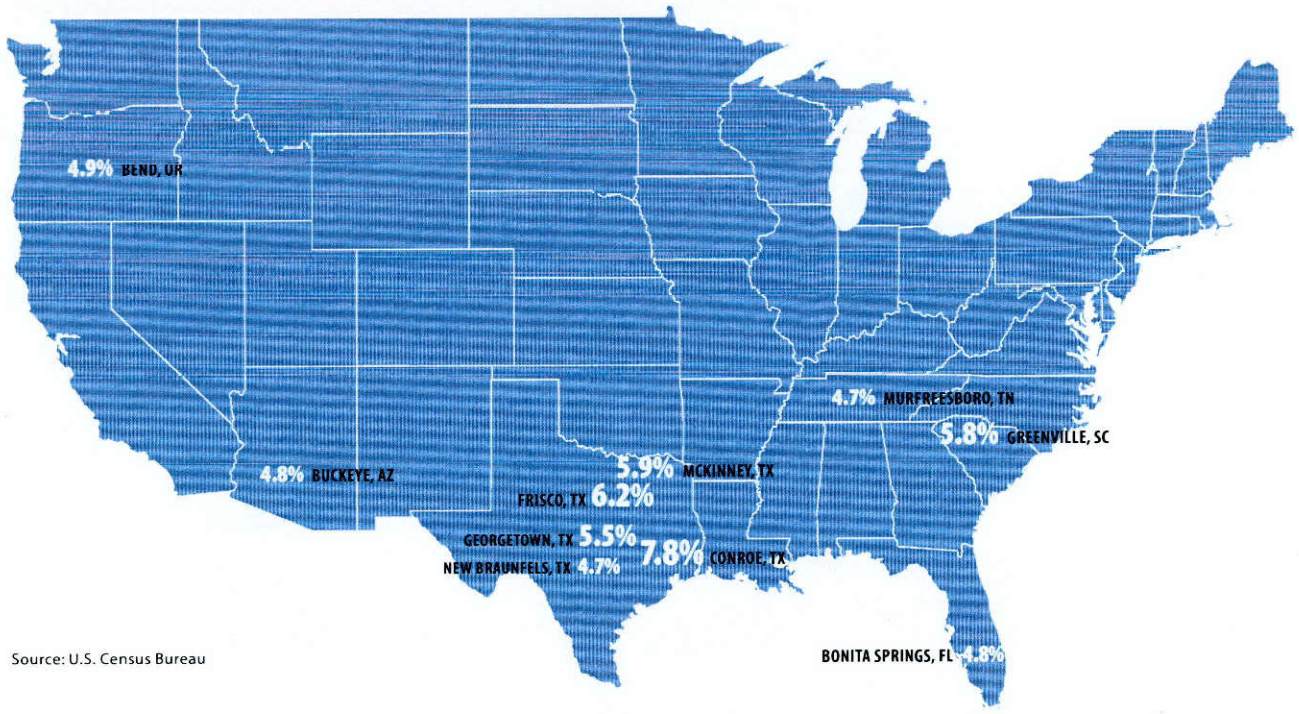 4.9% BEND, OR
4.7% MURFREESBORO, TN
5.8% GREENVILLE, SC
4.8% BUCKEYE, AZ
5.9% MCKINNEY, TX
FRISCO, TX 6.2%
GEORGETOWN, TX 5.5%
7.8% CONROE, TX
NEW BRAUNFELS, TX 4.7%
Source: U.S. Census Bureau
BONITA SPRINGS, FL 4.8%